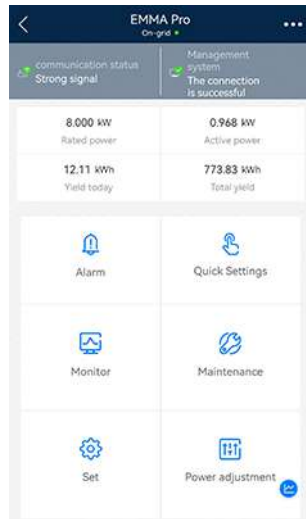 EMMA Pro
On-grid
communication status
Strong signal
Management
system
The connection
is successful
8.000 kW
Rated power
0.968 kW
Active power
12.11 kWh
Yield today
773.83 kWh
Total yield
Alarm
Quick Settings
Monitor
Maintenance
Set
Power adjustment